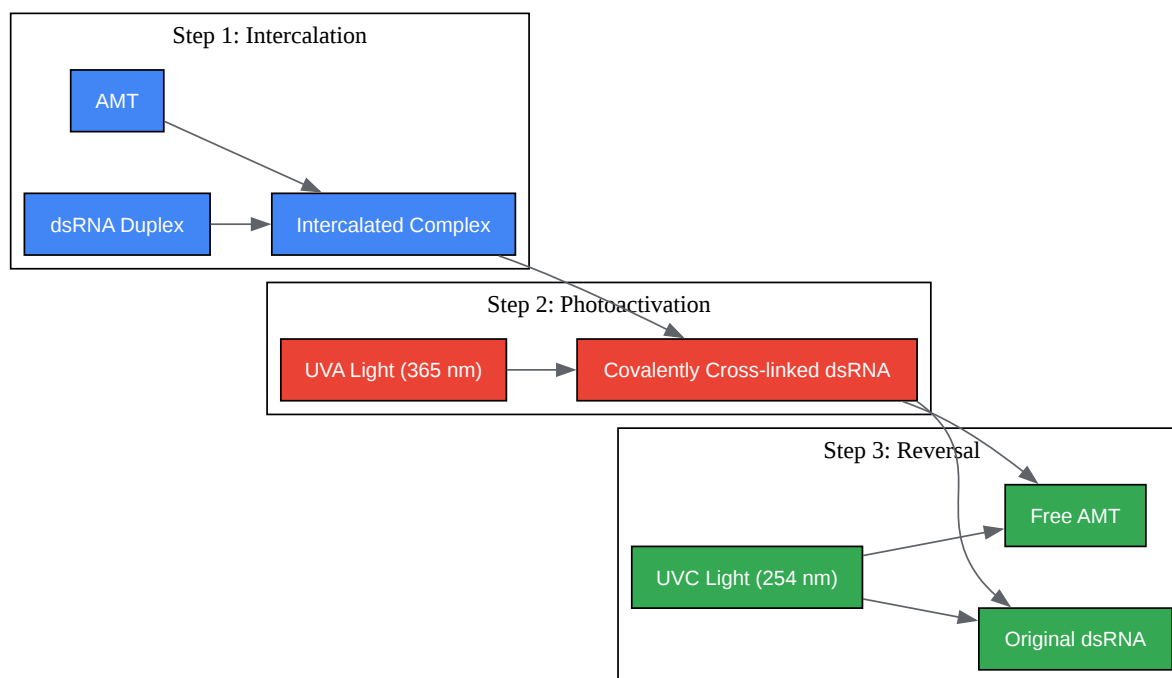 Step 1: Intercalation
AMT
dsRNA Duplex
Intercalated Complex
Step 2: Photoactivation
UVA Light (365 nm)
Covalently Cross-linked dsRNA
Step 3: Reversal
Free AMT
UVC Light (254 nm)
Original dsRNA